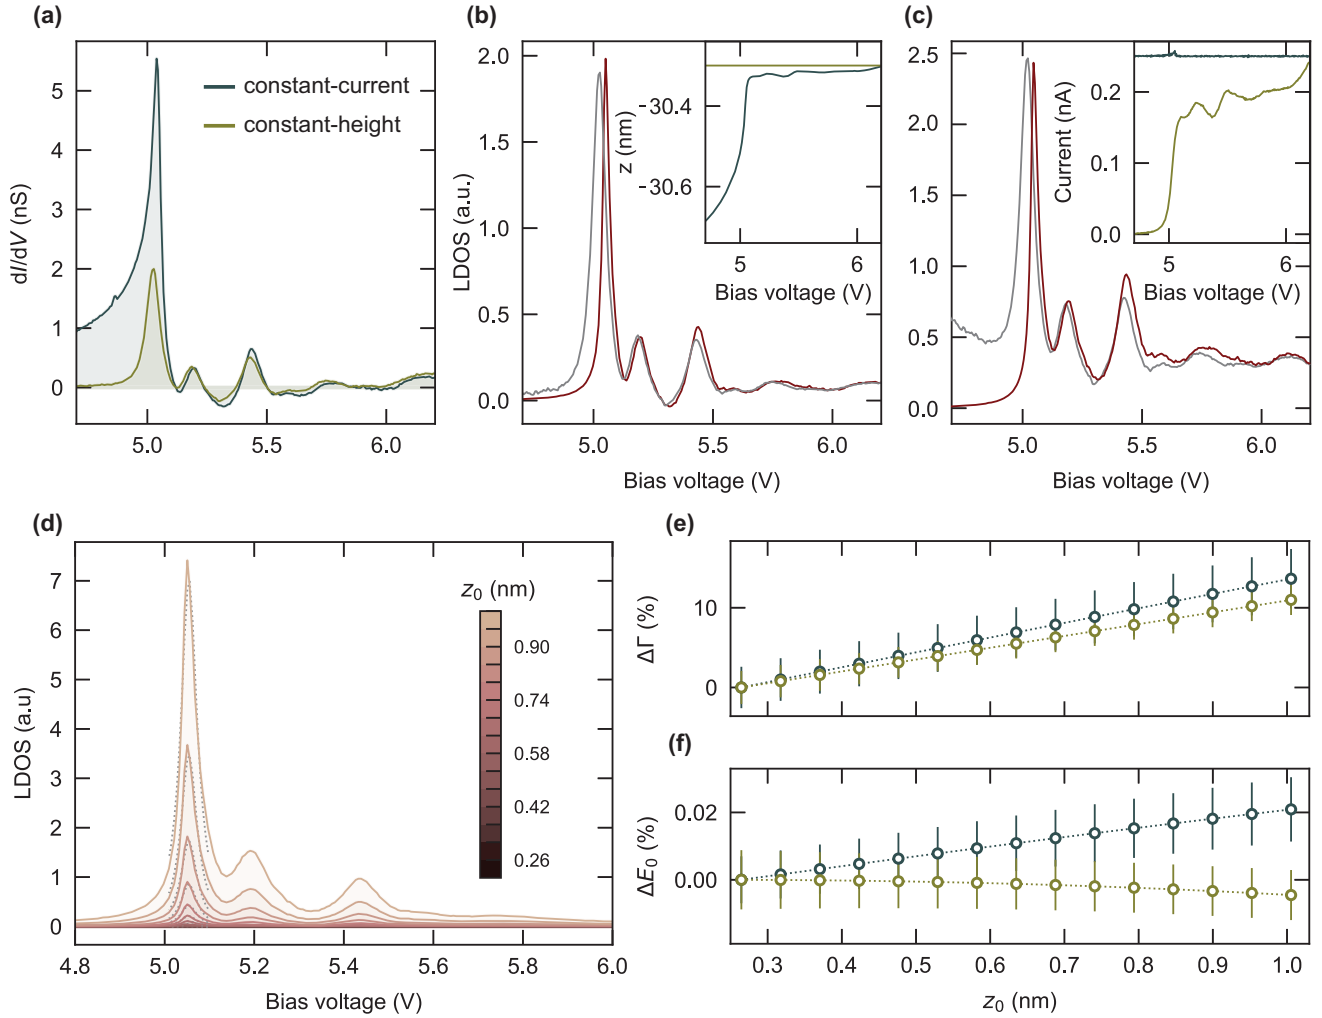 (a)
dI/dV (nS)
5
4
3
2
1
0
constant-current
constant-height
5.0
5.5
6.0
Bias voltage (V)
(b)
LDOS (a.u.)
2.0
1.5
1.0
0.5
0.0
z (nm)
-30.4
-30.6
5
6
Bias voltage (V)
5.0
5.5
6.0
Bias voltage (V)
(c)
2.5
2.0
1.5
1.0
0.5
0.0
Current (nA)
0.2
0.1
0.0
5
6
Bias voltage (V)
5.0
5.5
6.0
Bias voltage (V)
(d)
LDOS (a.u)
7
6
5
4
3
2
1
0
z0 (nm)
0.90
0.74
0.58
0.42
0.26
4.8
5.0
5.2
5.4
5.6
5.8
6.0
Bias voltage (V)
(e)
ΔΓ (%)
10
0
(f)
ΔE0 (%)
0.02
0.00
0.3
0.4
0.5
0.6
0.7
0.8
0.9
1.0
z0 (nm)